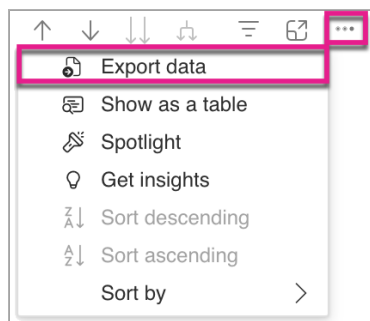 Export data
Show as a table
Spotlight
Get insights
Z
A
Sort descending
A
Z
Sort ascending
Sort by